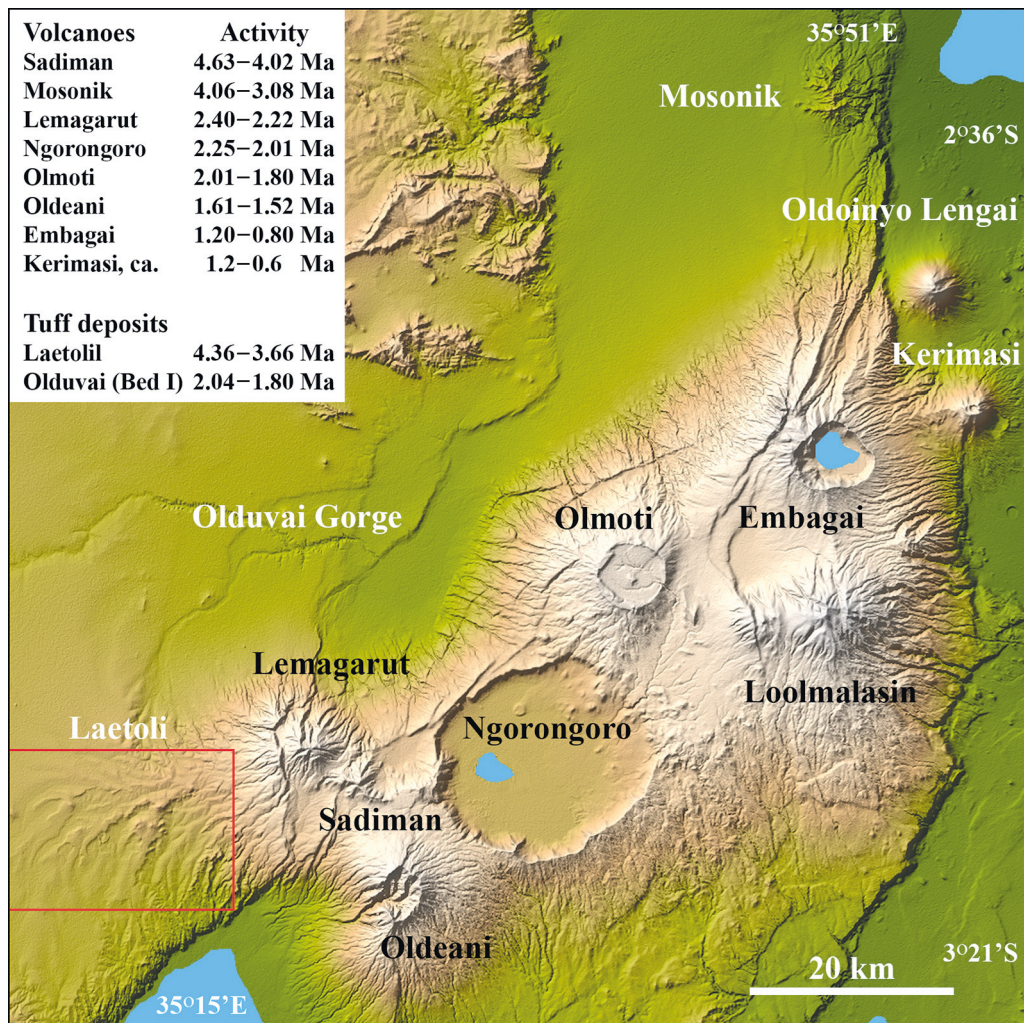 Volcanoes Activity
Sadiman 4.63–4.02 Ma
Mosonik 4.06–3.08 Ma
Lemagarut 2.40–2.22 Ma
Ngorongoro 2.25–2.01 Ma
Olmoti 2.01–1.80 Ma
Oldeani 1.61–1.52 Ma
Embagai 1.20–0.80 Ma
Kerimasi, ca. 1.2–0.6 Ma
Tuff deposits
Laetolil 4.36–3.66 Ma
Olduvai (Bed I) 2.04–1.80 Ma
35°51'E
Mosonik
2°36'S
Oldoinyo Lengai
Kerimasi
Olduvai Gorge
Olmoti
Embagai
Lemagarut
Loolmalasin
Laetoli
Ngorongoro
Sadiman
Oldeani
3°21'S
20 km
35°15'E